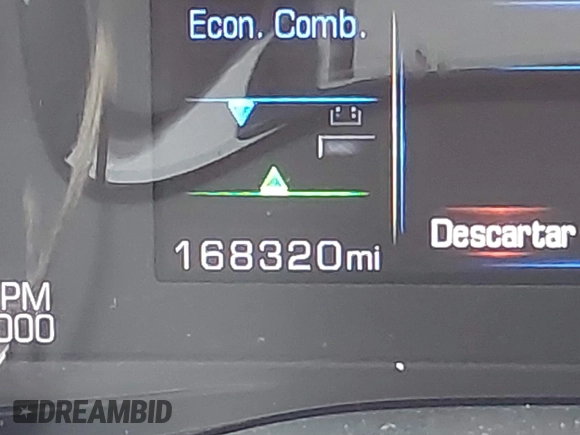 Econ. Comb.
168320mi
Descartar
PM
000
DREAMBID